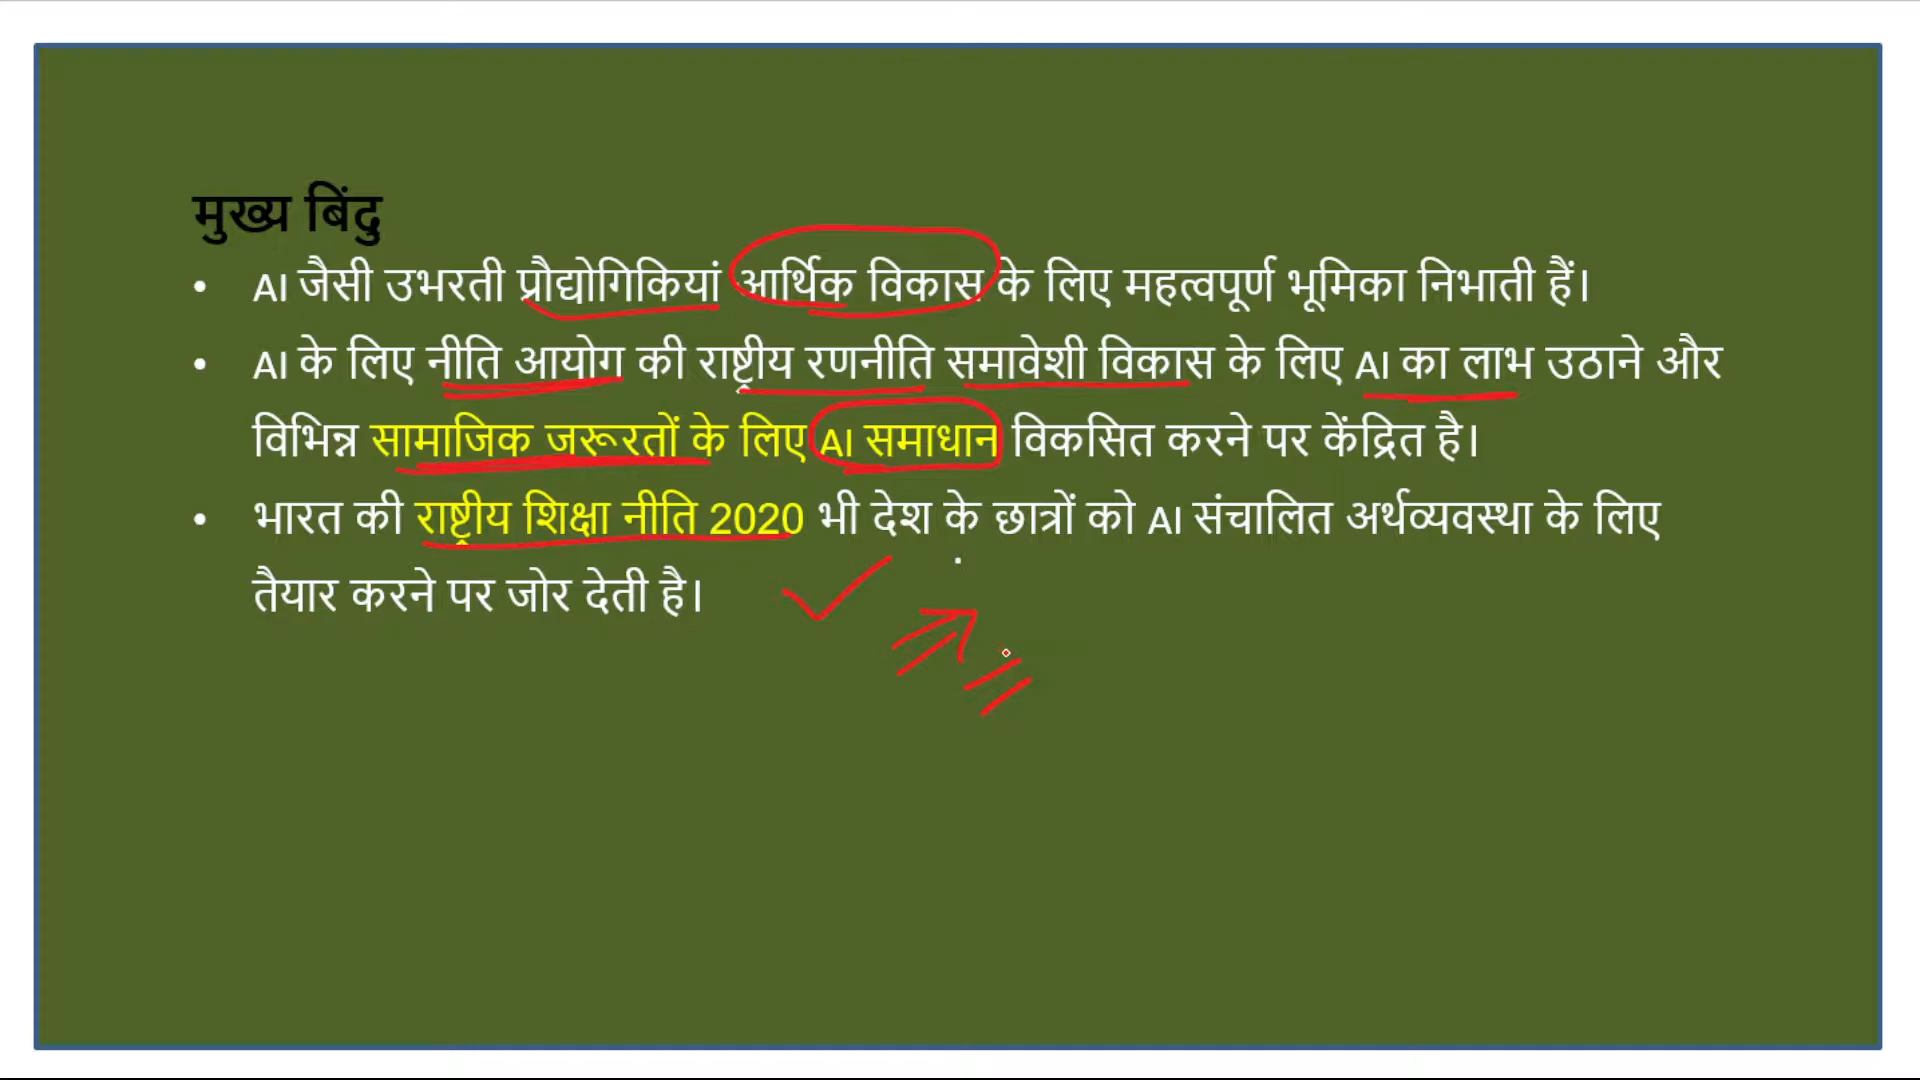 मुख्य बिंदु
• AI जैसी उभरती प्रौद्योगिकियां आर्थिक विकास के लिए महत्वपूर्ण भूमिका निभाती हैं।
• AI के लिए नीति आयोग की राष्ट्रीय रणनीति समावेशी विकास के लिए AI का लाभ उठाने और
विभिन्न सामाजिक जरूरतों के लिए AI समाधान विकसित करने पर केंद्रित है।
• भारत की राष्ट्रीय शिक्षा नीति 2020 भी देश के छात्रों को AI संचालित अर्थव्यवस्था के लिए
तैयार करने पर जोर देती है।